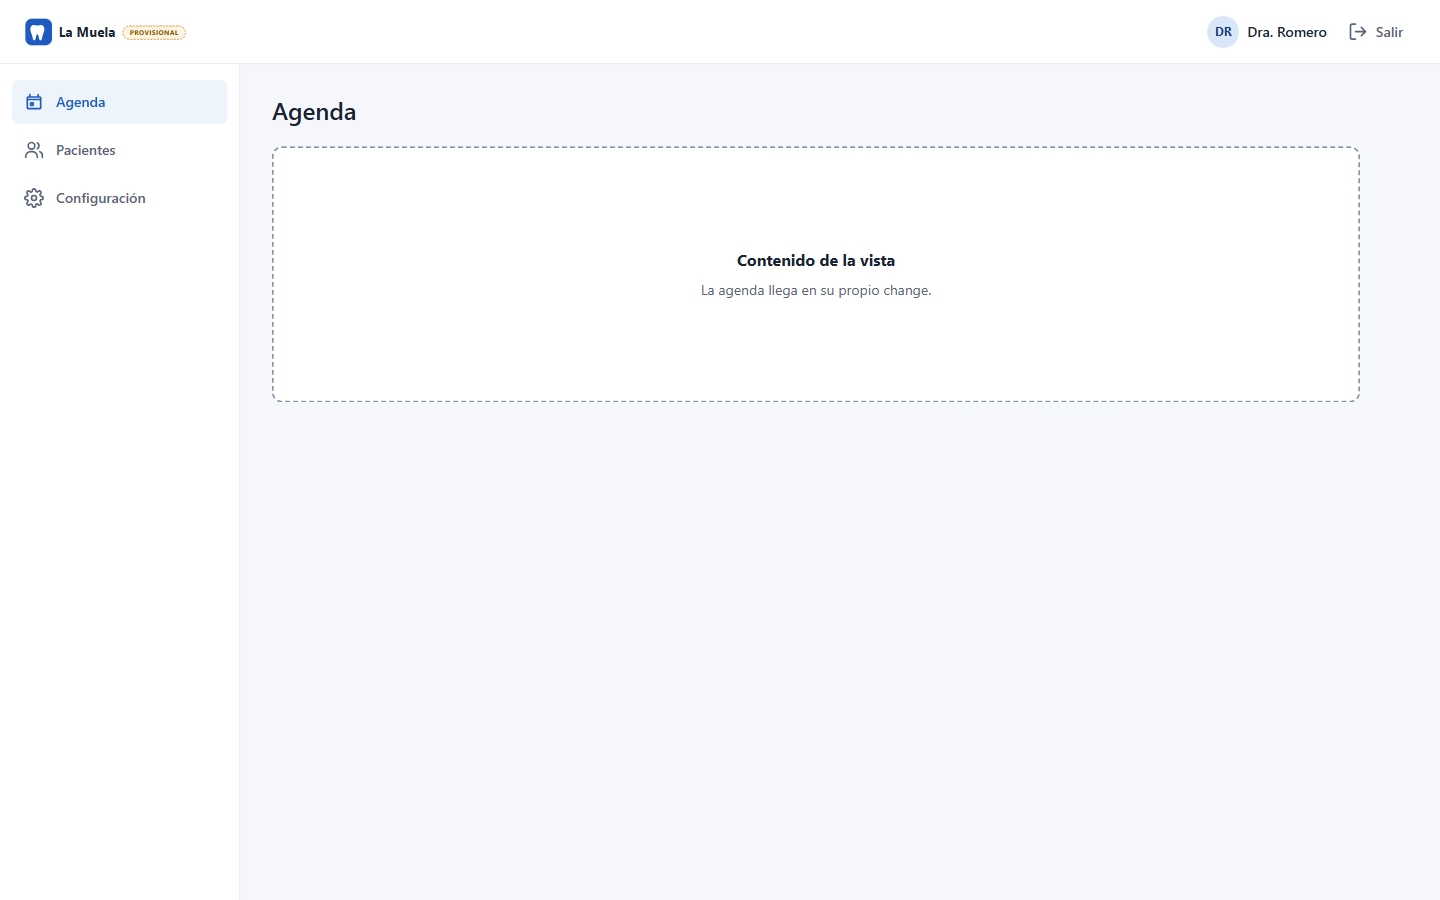 La Muela
PROVISIONAL
DR
Dra. Romero
Salir
Agenda
Pacientes
Configuración
Agenda
Contenido de la vista
La agenda llega en su propio change.